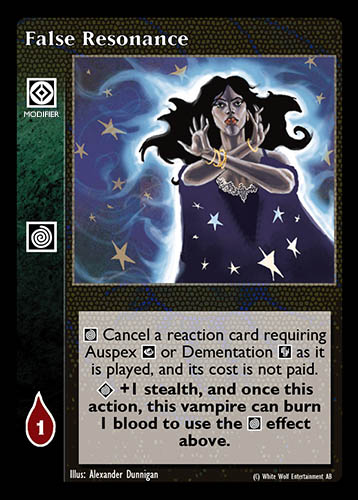 False Resonance
MODIFIER
Cancel a reaction card requiring
Auspex or Dementation as it
is played, and its cost is not paid.
+1 stealth, and once this
action, this vampire can burn
1 blood to use the effect
above.
1
Illus: Alexander Dunnigan (C) White Wolf Entertainment AB